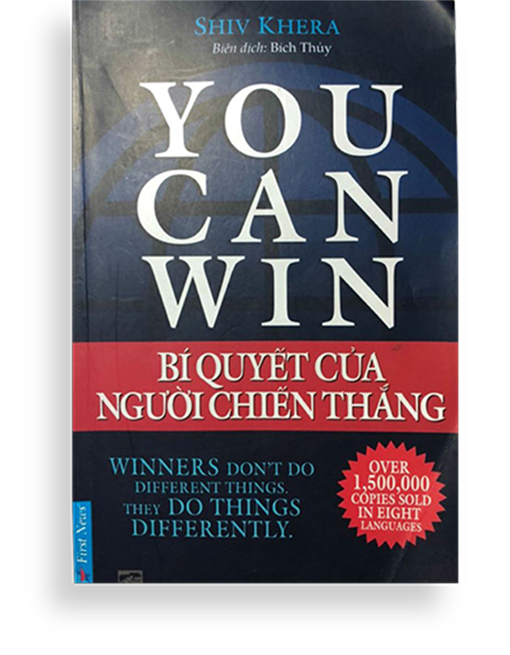 SHIV KHERA
Biên dịch: Bích Thủy
YOU
CAN
WIN
BÍ QUYẾT CỦA
NGƯỜI CHIẾN THẮNG
WINNERS DON'T DO
DIFFERENT THINGS.
THEY DO THINGS
DIFFERENTLY.
OVER
1,500,000
COPIES SOLD
IN EIGHT
LANGUAGES
First News